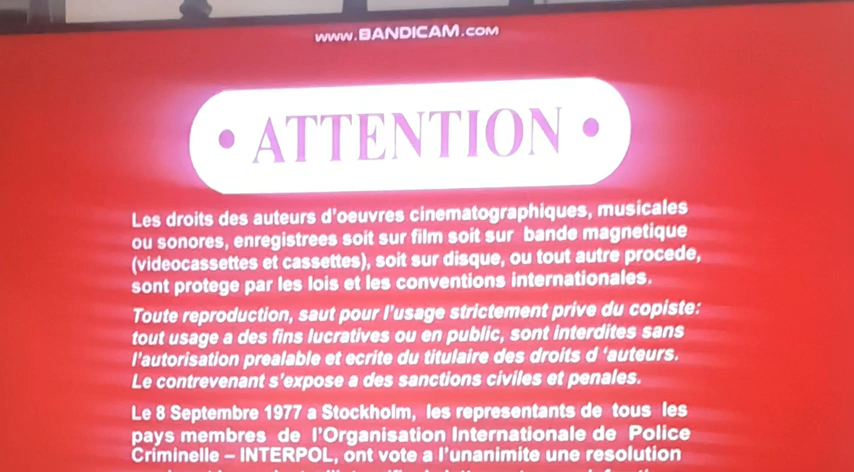 www.BANDICAM.com
• ATTENTION •
Les droits des auteurs d'oeuvres cinematographiques, musicales
ou sonores, enregistrees soit sur film soit sur bande magnetique
(videocassettes et cassettes), soit sur disque, ou tout autre procede,
sont protege par les lois et les conventions internationales.
Toute reproduction, saut pour l'usage strictement prive du copiste:
tout usage a des fins lucratives ou en public, sont interdites sans
l'autorisation prealable et ecrite du titulaire des droits d 'auteurs.
Le contrevenant s'expose a des sanctions civiles et penales.
Le 8 Septembre 1977 a Stockholm, les representants de tous les
pays membres de l'Organisation Internationale de Police
Criminelle – INTERPOL, ont vote a l'unanimite une resolution